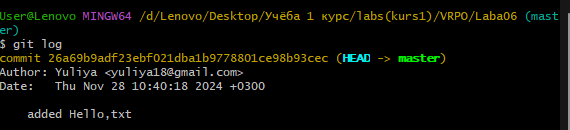 User@Lenovo MINGW64 /d/Lenovo/Desktop/Учёба 1 курс/labs(kurs1)/VRPO/Laba06 (mast
er)
$ git log
commit 26a69b9adf23ebf021dba1b9778801ce98b93cec (HEAD -> master)
Author: Yuliya <yuliya18@gmail.com>
Date:   Thu Nov 28 10:40:18 2024 +0300
    added Hello,txt